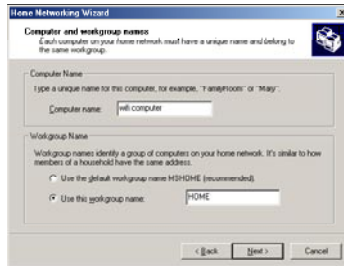 Home Networking Wizard
Computer and workgroup names
Each computer on your home network must have a unique name and belong to
the same workgroup.
Computer Name
Type a unique name for this computer, for example, "FamilyRoom" or "Mary".
Computer name:
wifi computer
Workgroup Name
Workgroup names identify a group of computers on your home network. It's similar to how
members of a household have the same address.
Use the default workgroup name MSHOME (recommended).
Use this workgroup name:
HOME
< Back
Next >
Cancel